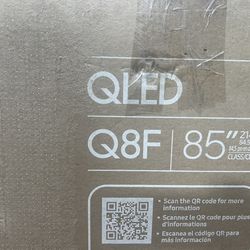 QLED
Q8F | 85"
• Scan the QR code for more
information
• Scannez le QR code pour plus
d'informations
• Escanea el código QR para
más información